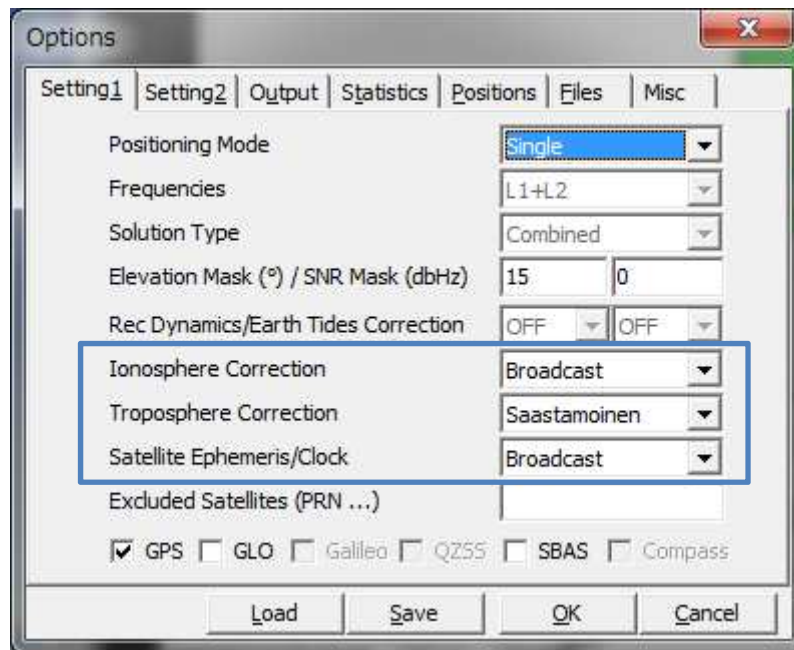 Options
Setting1 Setting2 Output Statistics Positions Files Misc
Positioning Mode Single
Frequencies L1+L2
Solution Type Combined
Elevation Mask (°) / SNR Mask (dbHz) 15 0
Rec Dynamics/Earth Tides Correction OFF OFF
Ionosphere Correction Broadcast
Troposphere Correction Saastamoinen
Satellite Ephemeris/Clock Broadcast
Excluded Satellites (PRN ...)
GPS GLO Galileo QZSS SBAS Compass
Load Save OK Cancel